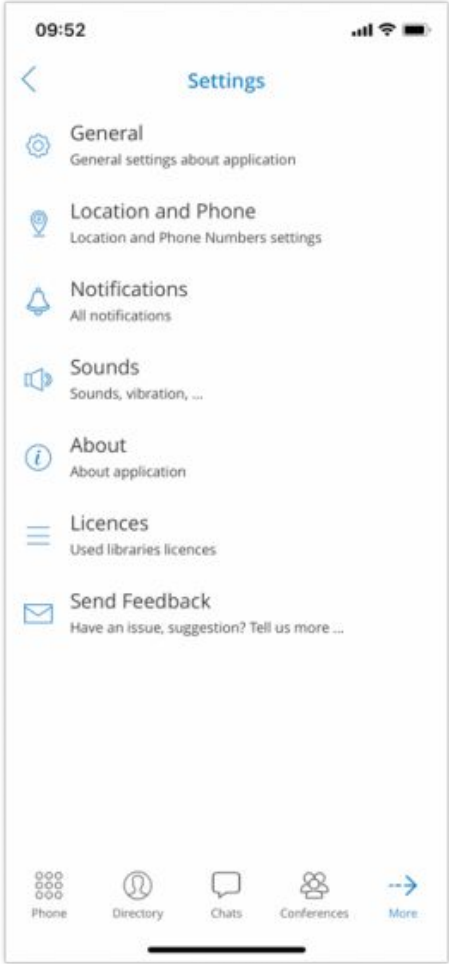 09:52
Settings
General
General settings about application
Location and Phone
Location and Phone Numbers settings
Notifications
All notifications
Sounds
Sounds, vibration, ...
About
About application
Licences
Used libraries licences
Send Feedback
Have an issue, suggestion? Tell us more ...
Phone Directory Chats Conferences More